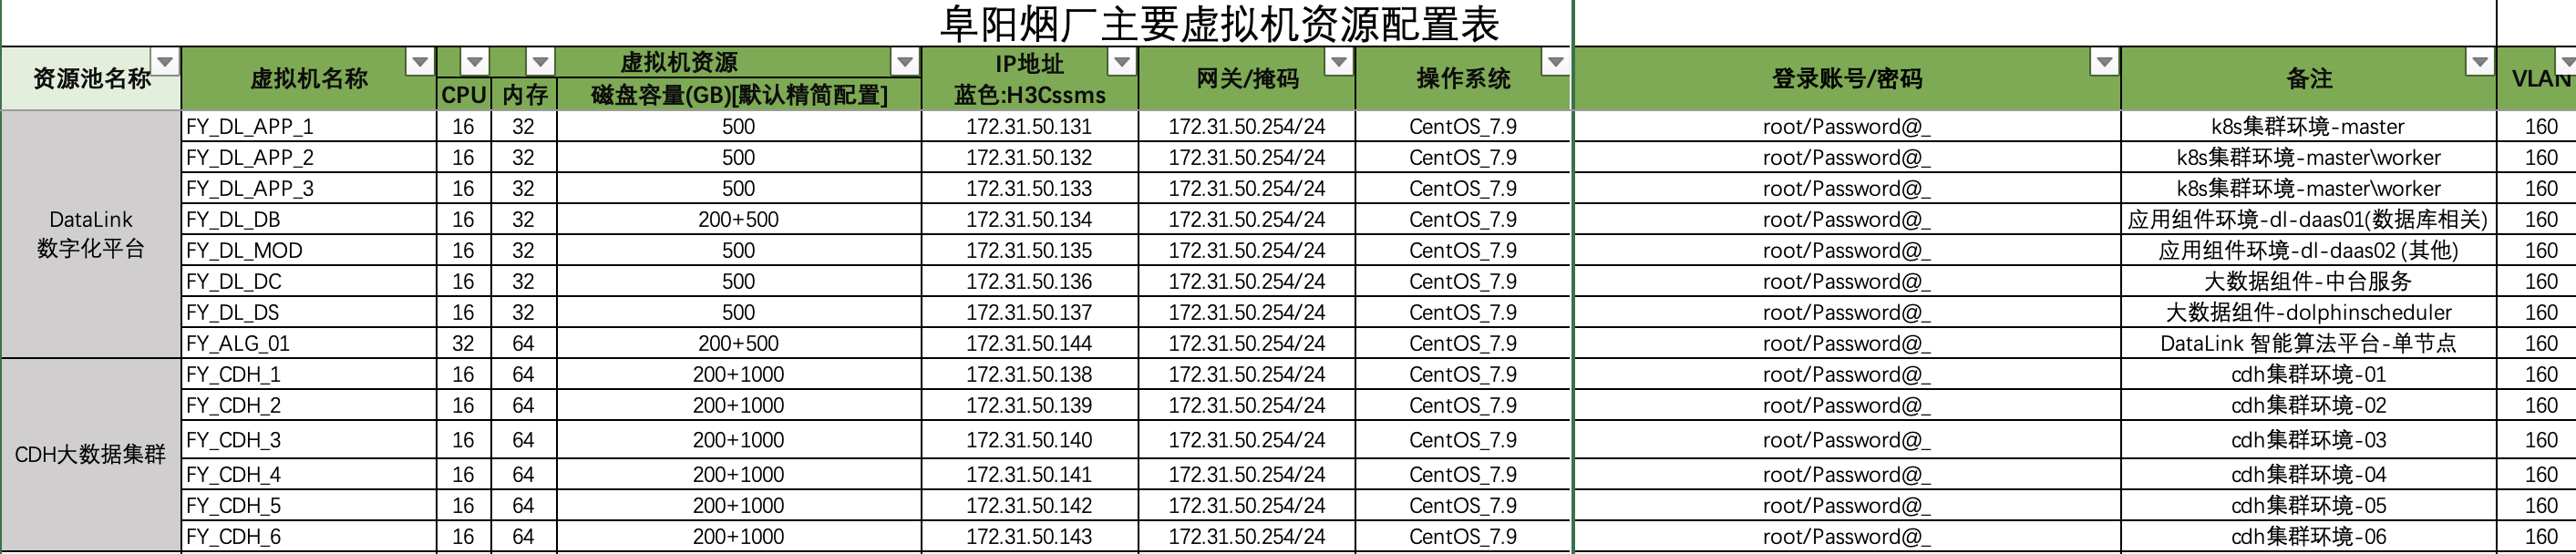 阜阳烟厂主要虚拟机资源配置表
资源池名称 虚拟机名称 虚拟机资源 IP地址 网关/掩码 操作系统 登录账号/密码 备注 VLAN
CPU 内存 磁盘容量(GB)[默认精简配置] 蓝色:H3Cssms
FY_DL_APP_1 16 32 500 172.31.50.131 172.31.50.254/24 CentOS_7.9 root/Password@_ k8s集群环境-master 160
FY_DL_APP_2 16 32 500 172.31.50.132 172.31.50.254/24 CentOS_7.9 root/Password@_ k8s集群环境-master\worker 160
FY_DL_APP_3 16 32 500 172.31.50.133 172.31.50.254/24 CentOS_7.9 root/Password@_ k8s集群环境-master\worker 160
DataLink
数字化平台
FY_DL_DB 16 32 200+500 172.31.50.134 172.31.50.254/24 CentOS_7.9 root/Password@_ 应用组件环境-dl-daas01(数据库相关) 160
FY_DL_MOD 16 32 500 172.31.50.135 172.31.50.254/24 CentOS_7.9 root/Password@_ 应用组件环境-dl-daas02 (其他) 160
FY_DL_DC 16 32 500 172.31.50.136 172.31.50.254/24 CentOS_7.9 root/Password@_ 大数据组件-中台服务 160
FY_DL_DS 16 32 500 172.31.50.137 172.31.50.254/24 CentOS_7.9 root/Password@_ 大数据组件-dolphinscheduler 160
FY_ALG_01 32 64 200+500 172.31.50.144 172.31.50.254/24 CentOS_7.9 root/Password@_ DataLink 智能算法平台-单节点 160
FY_CDH_1 16 64 200+1000 172.31.50.138 172.31.50.254/24 CentOS_7.9 root/Password@_ cdh集群环境-01 160
FY_CDH_2 16 64 200+1000 172.31.50.139 172.31.50.254/24 CentOS_7.9 root/Password@_ cdh集群环境-02 160
CDH大数据集群
FY_CDH_3 16 64 200+1000 172.31.50.140 172.31.50.254/24 CentOS_7.9 root/Password@_ cdh集群环境-03 160
FY_CDH_4 16 64 200+1000 172.31.50.141 172.31.50.254/24 CentOS_7.9 root/Password@_ cdh集群环境-04 160
FY_CDH_5 16 64 200+1000 172.31.50.142 172.31.50.254/24 CentOS_7.9 root/Password@_ cdh集群环境-05 160
FY_CDH_6 16 64 200+1000 172.31.50.143 172.31.50.254/24 CentOS_7.9 root/Password@_ cdh集群环境-06 160